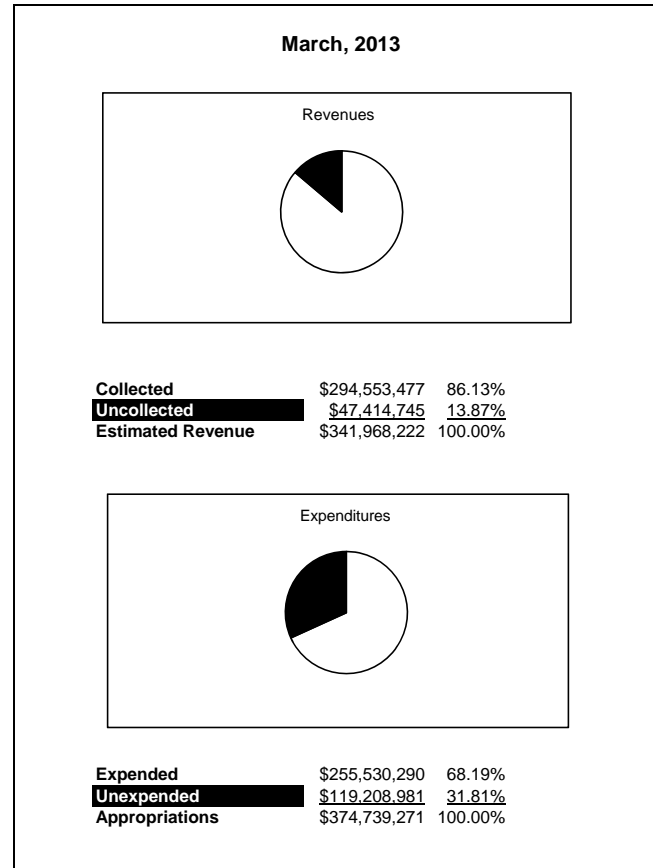 March, 2013
Revenues
Collected $294,553,477 86.13%
Uncollected $47,414,745 13.87%
Estimated Revenue $341,968,222 100.00%
Expenditures
Expended $255,530,290 68.19%
Unexpended $119,208,981 31.81%
Appropriations $374,739,271 100.00%